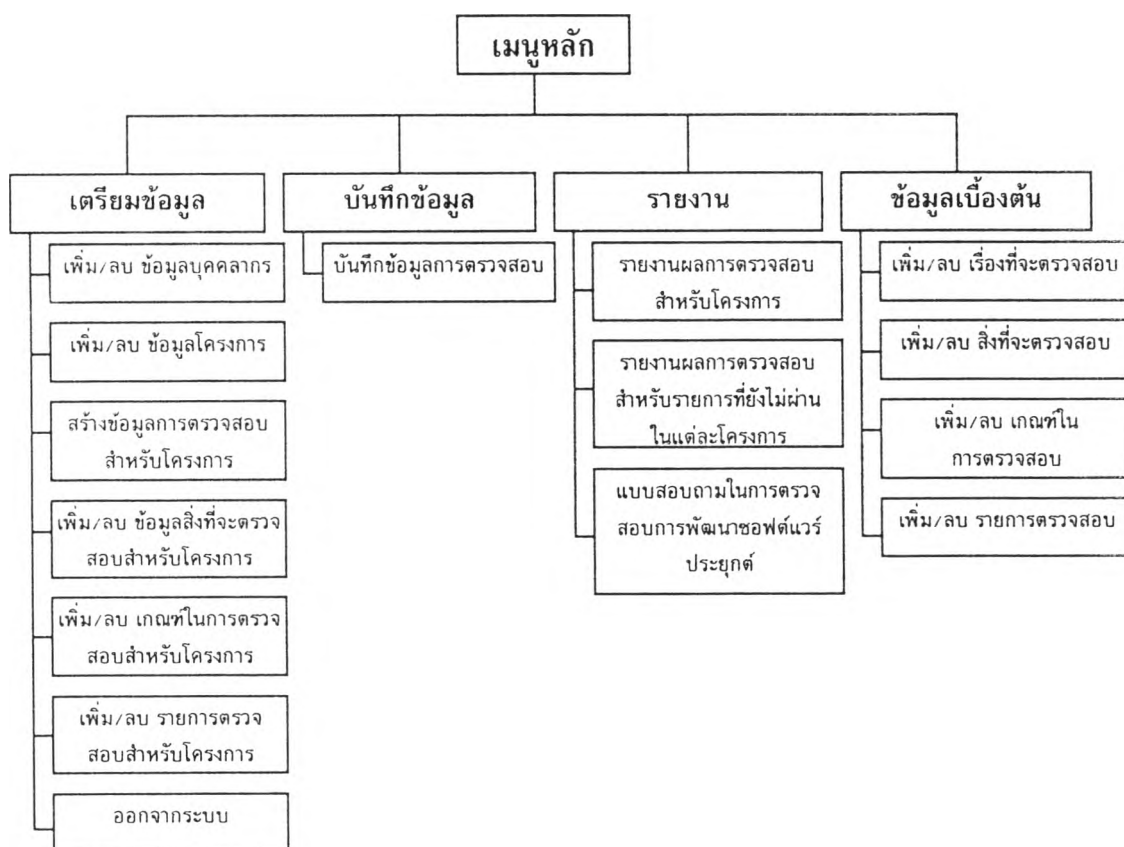 เมนูหลัก
เตรียมข้อมูล
เพิ่ม/ลบ ข้อมูลบุคคลากร
เพิ่ม/ลบ ข้อมูลโครงการ
สร้างข้อมูลการตรวจสอบ
สำหรับโครงการ
เพิ่ม/ลบ ข้อมูลสิ่งที่จะตรวจ
สอบสำหรับโครงการ
เพิ่ม/ลบ เกณฑ์ในการตรวจ
สอบสำหรับโครงการ
เพิ่ม/ลบ รายการตรวจ
สอบสำหรับโครงการ
ออกจากระบบ
บันทึกข้อมูล
บันทึกข้อมูลการตรวจสอบ
รายงาน
รายงานผลการตรวจสอบ
สำหรับโครงการ
รายงานผลการตรวจสอบ
สำหรับรายการที่ยังไม่ผ่าน
ในแต่ละโครงการ
แบบสอบถามในการตรวจ
สอบการพัฒนาซอฟต์แวร์
ประยุกต์
ข้อมูลเบื้องต้น
เพิ่ม/ลบ เรื่องที่จะตรวจสอบ
เพิ่ม/ลบ สิ่งที่จะตรวจสอบ
เพิ่ม/ลบ เกณฑ์ใน
การตรวจสอบ
เพิ่ม/ลบ รายการตรวจสอบ